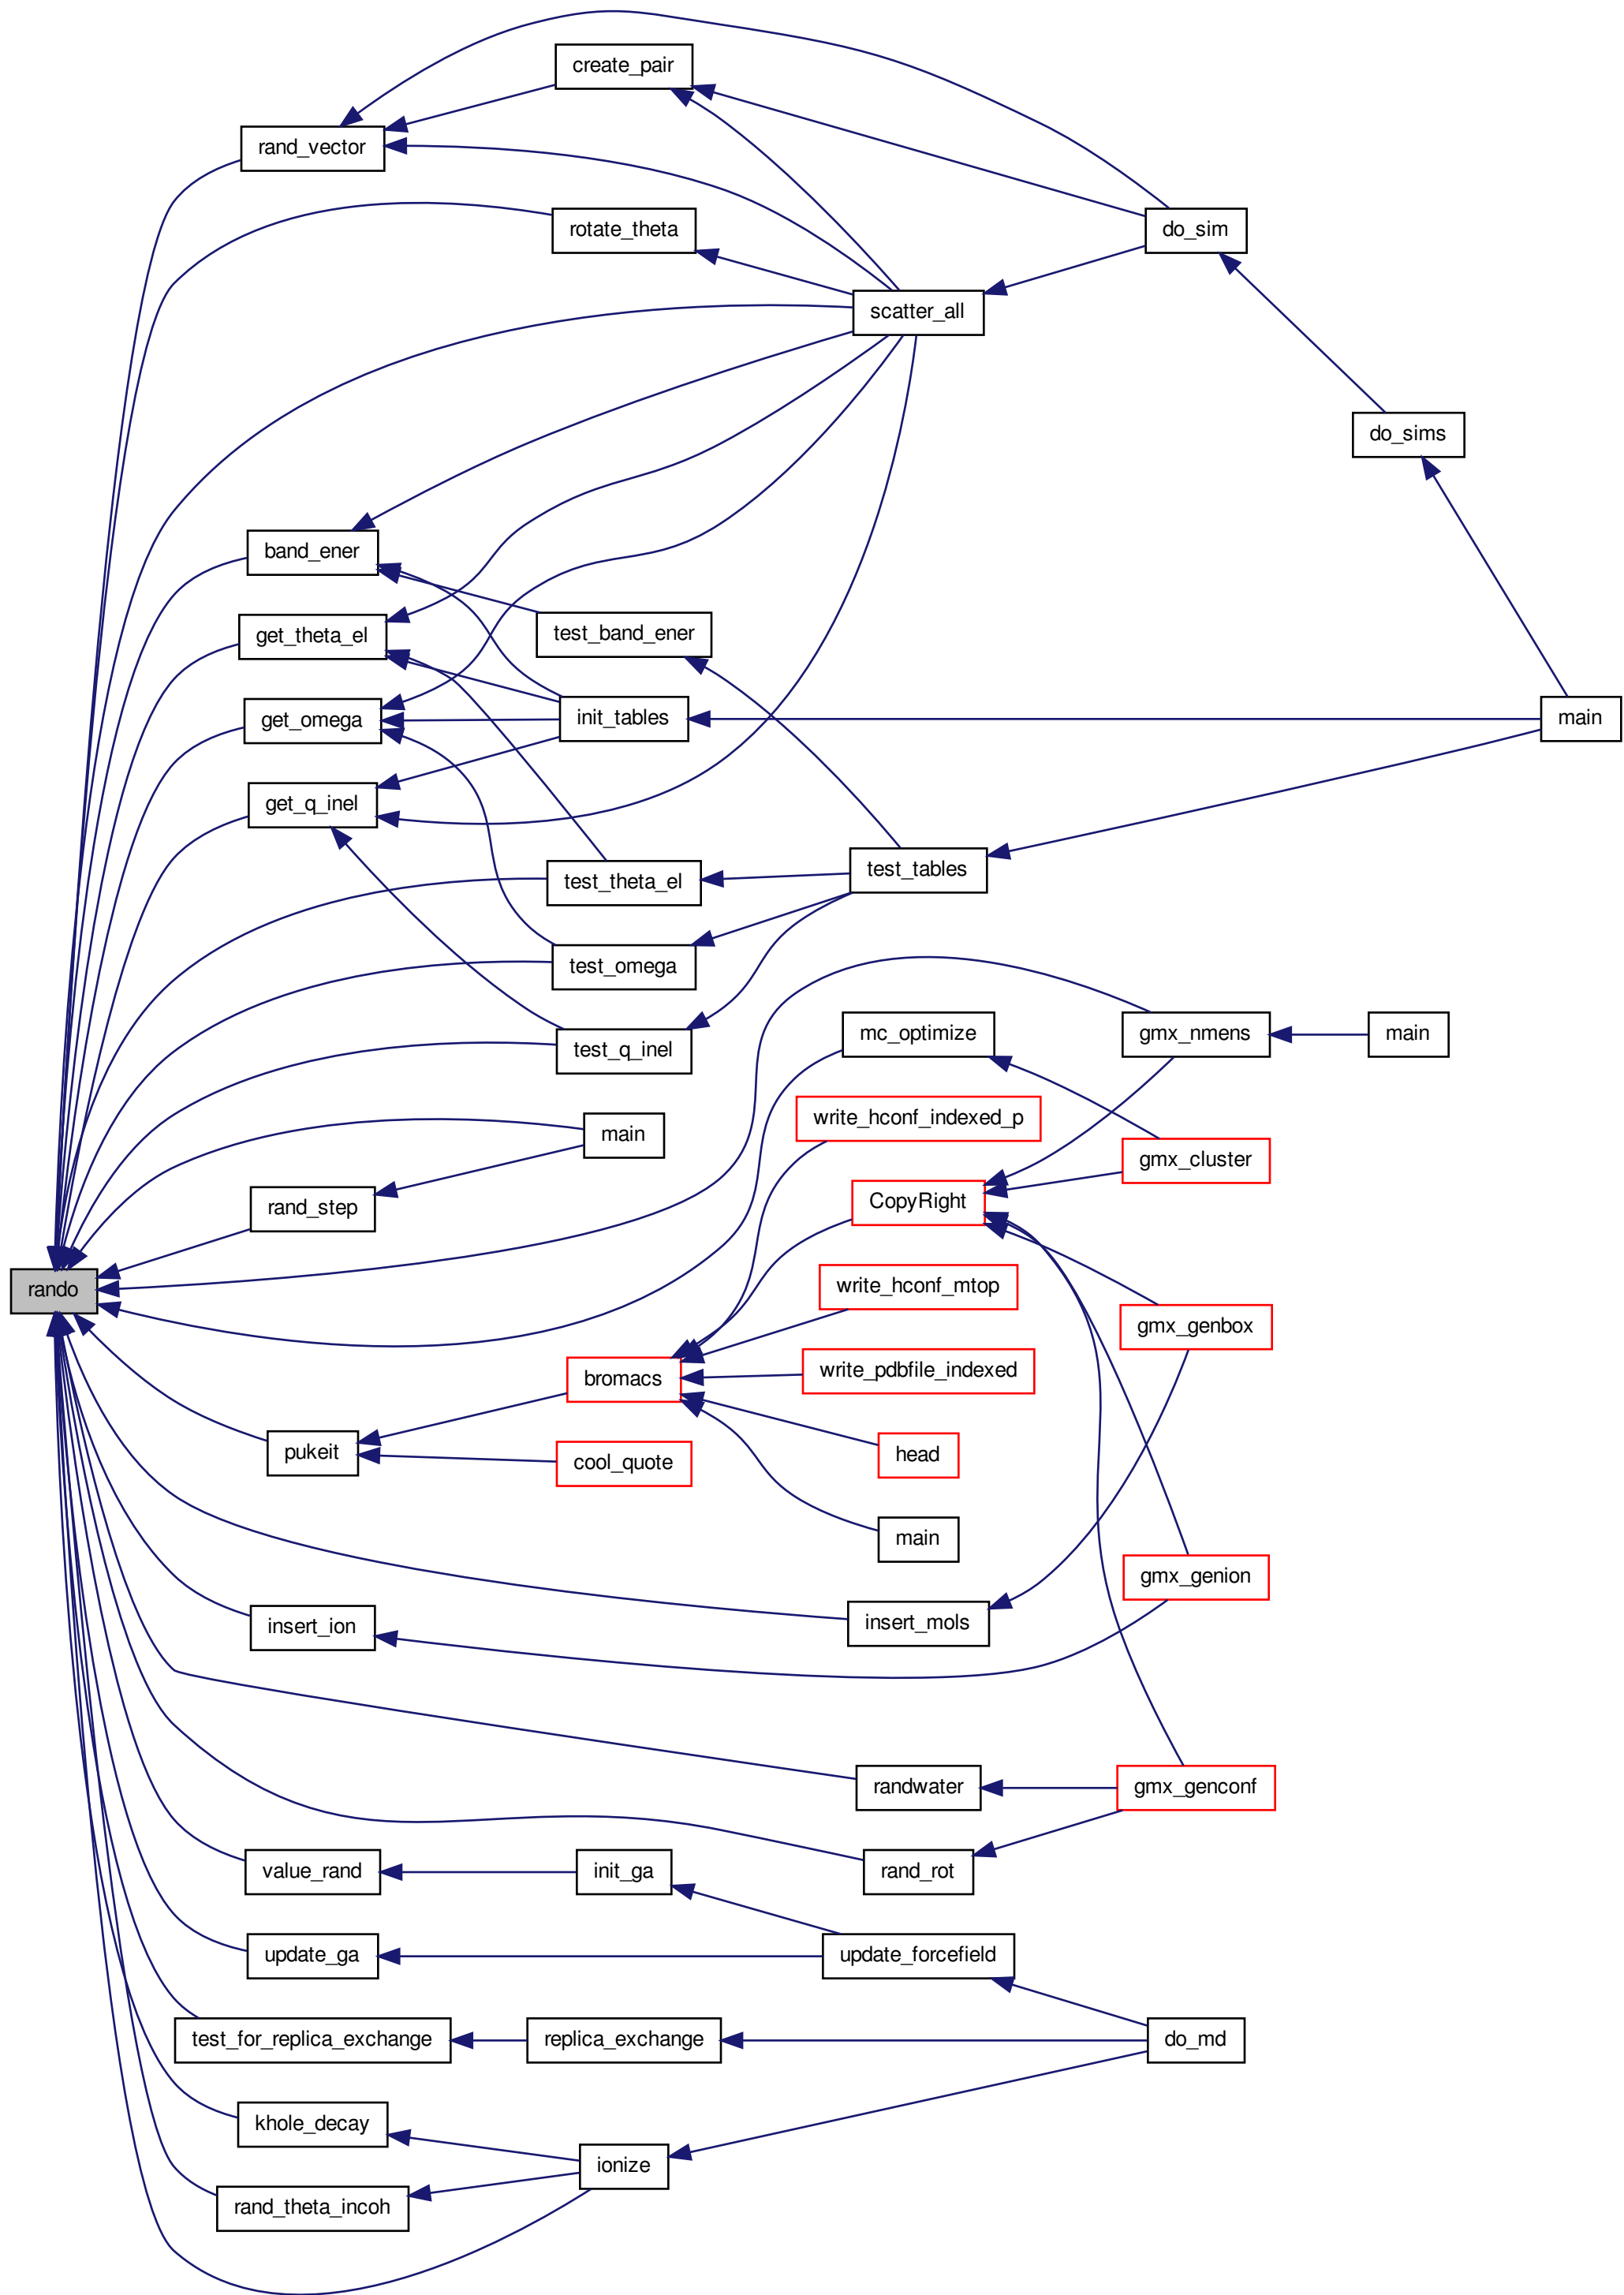 create_pair
rand_vector
rotate_theta
do_sim
scatter_all
do_sims
band_ener
get_theta_el
test_band_ener
get_omega
init_tables
main
get_q_inel
test_theta_el
test_tables
test_omega
test_q_inel
mc_optimize
gmx_nmens
main
write_hconf_indexed_p
main
gmx_cluster
rand_step
CopyRight
rando
write_hconf_mtop
gmx_genbox
bromacs
write_pdbfile_indexed
pukeit
cool_quote
head
main
gmx_genion
insert_ion
insert_mols
randwater
gmx_genconf
value_rand
init_ga
rand_rot
update_ga
update_forcefield
test_for_replica_exchange
replica_exchange
do_md
khole_decay
ionize
rand_theta_incoh